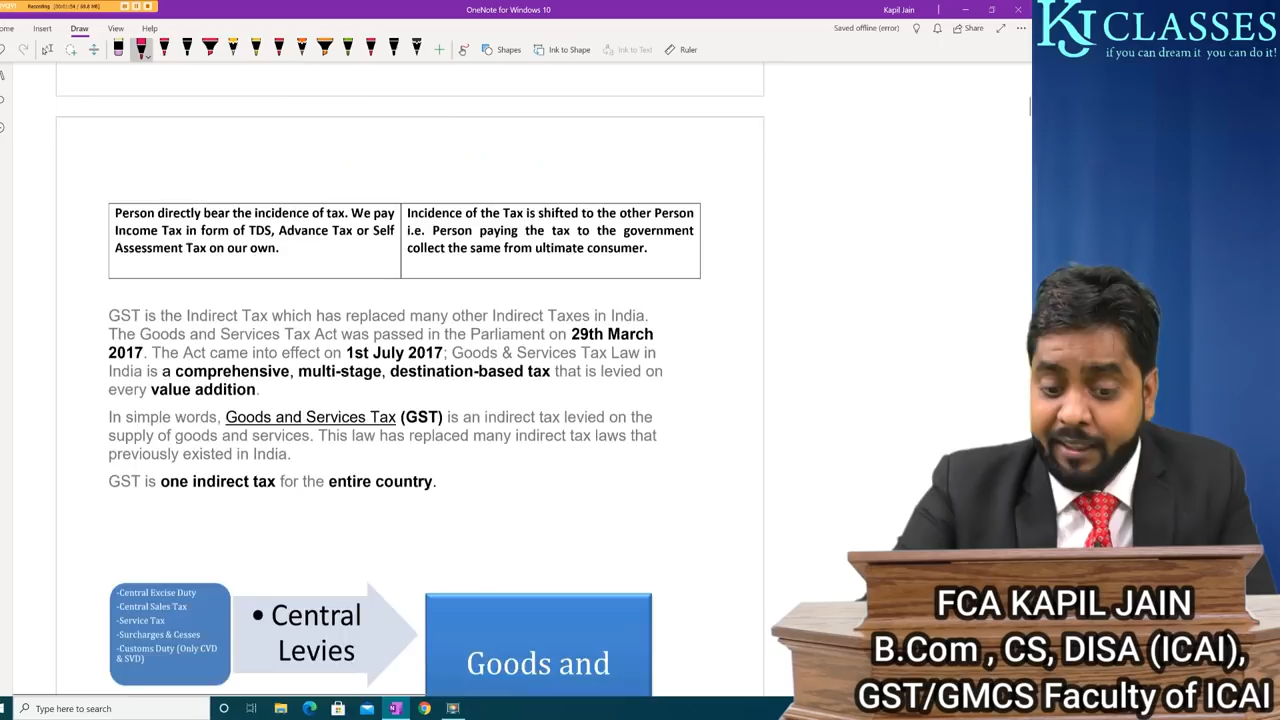 Recording
OneNote for Windows 10
Kapil Jain
Insert
Draw
View
Help
Saved offline (error)
Share
Shapes
Ink to Shape
Ink to Text
Ruler
KJ CLASSES
if you can dream it you can do it!
Person directly bear the incidence of tax. We pay
Income Tax in form of TDS, Advance Tax or Self
Assessment Tax on our own.
Incidence of the Tax is shifted to the other Person
i.e. Person paying the tax to the government
collect the same from ultimate consumer.
GST is the Indirect Tax which has replaced many other Indirect Taxes in India.
The Goods and Services Tax Act was passed in the Parliament on 29th March
2017. The Act came into effect on 1st July 2017; Goods & Services Tax Law in
India is a comprehensive, multi-stage, destination-based tax that is levied on
every value addition.
In simple words, Goods and Services Tax (GST) is an indirect tax levied on the
supply of goods and services. This law has replaced many indirect tax laws that
previously existed in India.
GST is one indirect tax for the entire country.
-Central Excise Duty
-Central Sales Tax
-Service Tax
-Surcharges & Cesses
-Customs Duty (Only CVD
& SVD)
• Central
Levies
Goods and
FCA KAPIL JAIN
B.Com , CS, DISA (ICAI),
GST/GMCS Faculty of ICAI
Type here to search